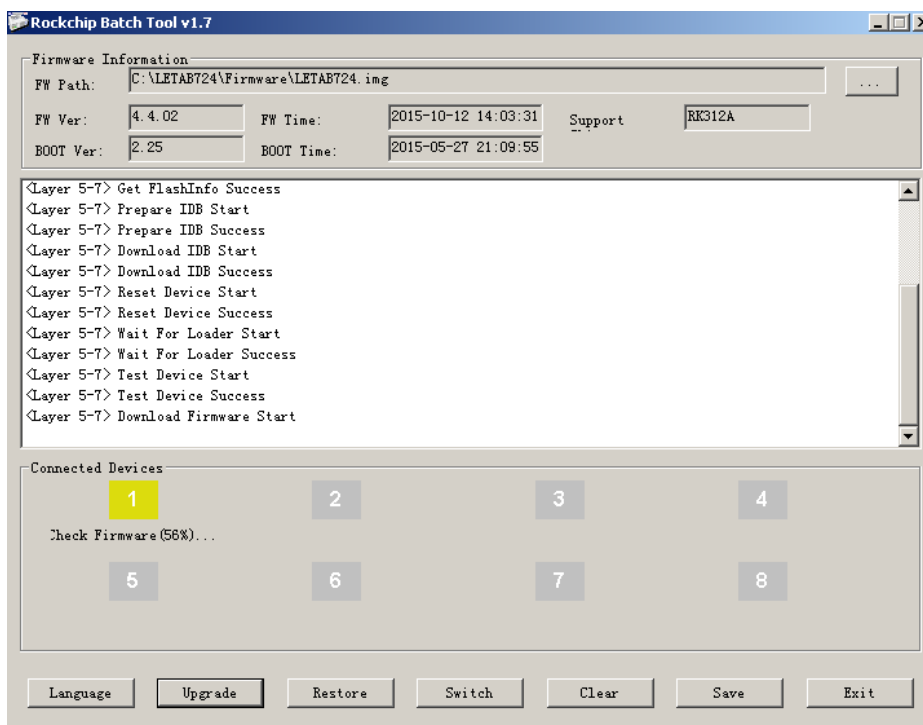 Rockchip Batch Tool v1.7
Firmware Information
FW Path: C:\LETAB724\Firmware\LETAB724.img ...
FW Ver: 4.4.02 FW Time: 2015-10-12 14:03:31 Support RK312A
BOOT Ver: 2.25 BOOT Time: 2015-05-27 21:09:55
<Layer 5-7> Get FlashInfo Success
<Layer 5-7> Prepare IDB Start
<Layer 5-7> Prepare IDB Success
<Layer 5-7> Download IDB Start
<Layer 5-7> Download IDB Success
<Layer 5-7> Reset Device Start
<Layer 5-7> Reset Device Success
<Layer 5-7> Wait For Loader Start
<Layer 5-7> Wait For Loader Success
<Layer 5-7> Test Device Start
<Layer 5-7> Test Device Success
<Layer 5-7> Download Firmware Start
Connected Devices
1 2 3 4
Check Firmware(56%)...
5 6 7 8
Language Upgrade Restore Switch Clear Save Exit